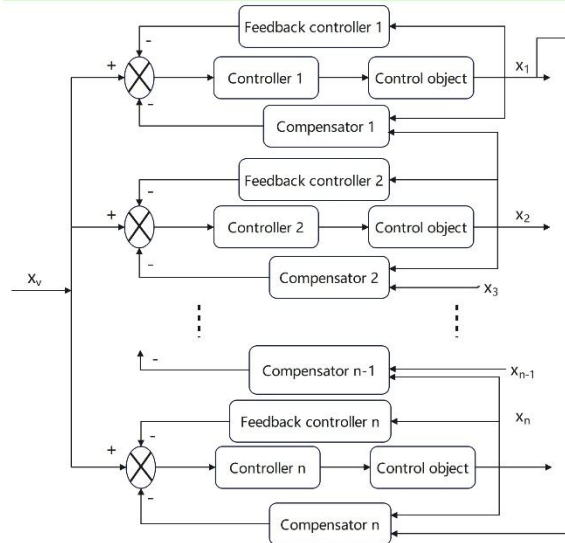 -
Feedback controller 1
+
Controller 1
Control object
x1
-
Compensator 1
-
Feedback controller 2
+
Controller 2
Control object
x2
-
Compensator 2
xv
x3
-
Compensator n-1
xn-1
Feedback controller n
xn
-
+
Controller n
Control object
-
Compensator n